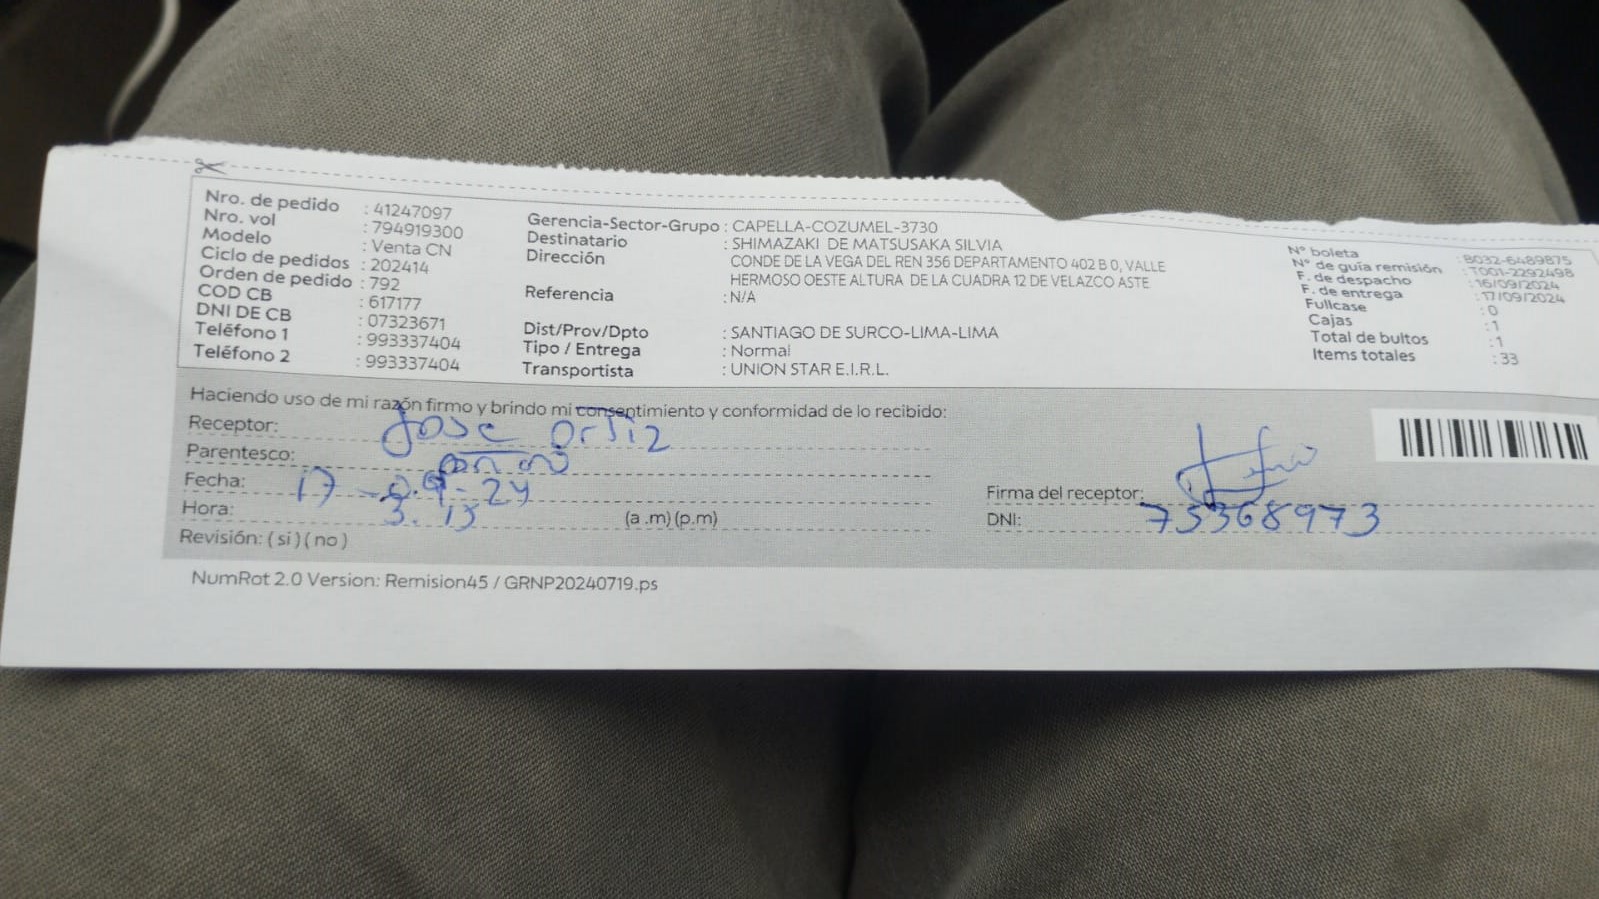 Nro. de pedido : 41247097
Nro. vol : 794919300
Modelo : Venta CN
Ciclo de pedidos : 202414
Orden de pedido : 792
COD CB : 617177
DNI DE CB : 07323671
Teléfono 1 : 993337404
Teléfono 2 : 993337404
Gerencia-Sector-Grupo : CAPELLA-COZUMEL-3730
Destinatario : SHIMAZAKI DE MATSUSAKA SILVIA
Dirección CONDE DE LA VEGA DEL REN 356 DEPARTAMENTO 402 B 0, VALLE
HERMOSO OESTE ALTURA DE LA CUADRA 12 DE VELAZCO ASTE
Referencia : N/A
Dist/Prov/Dpto : SANTIAGO DE SURCO-LIMA-LIMA
Tipo / Entrega : Normal
Transportista : UNION STAR E.I.R.L.
N° boleta : B032-6489875
N° de guía remisión : T001-2292498
F. de despacho : 16/09/2024
F. de entrega : 17/09/2024
Fullcase : 0
Cajas : 1
Total de bultos : 1
Items totales : 33
Haciendo uso de mi razón firmo y brindo mi consentimiento y conformidad de lo recibido:
Receptor: Jose Ortiz
Parentesco:
Fecha: 17-09-24
Hora: 3.15 (a.m) (p.m)
Revisión: ( si ) ( no )
Firma del receptor:
DNI: 75368973
NumRot 2.0 Version: Remision45 / GRNP20240719.ps